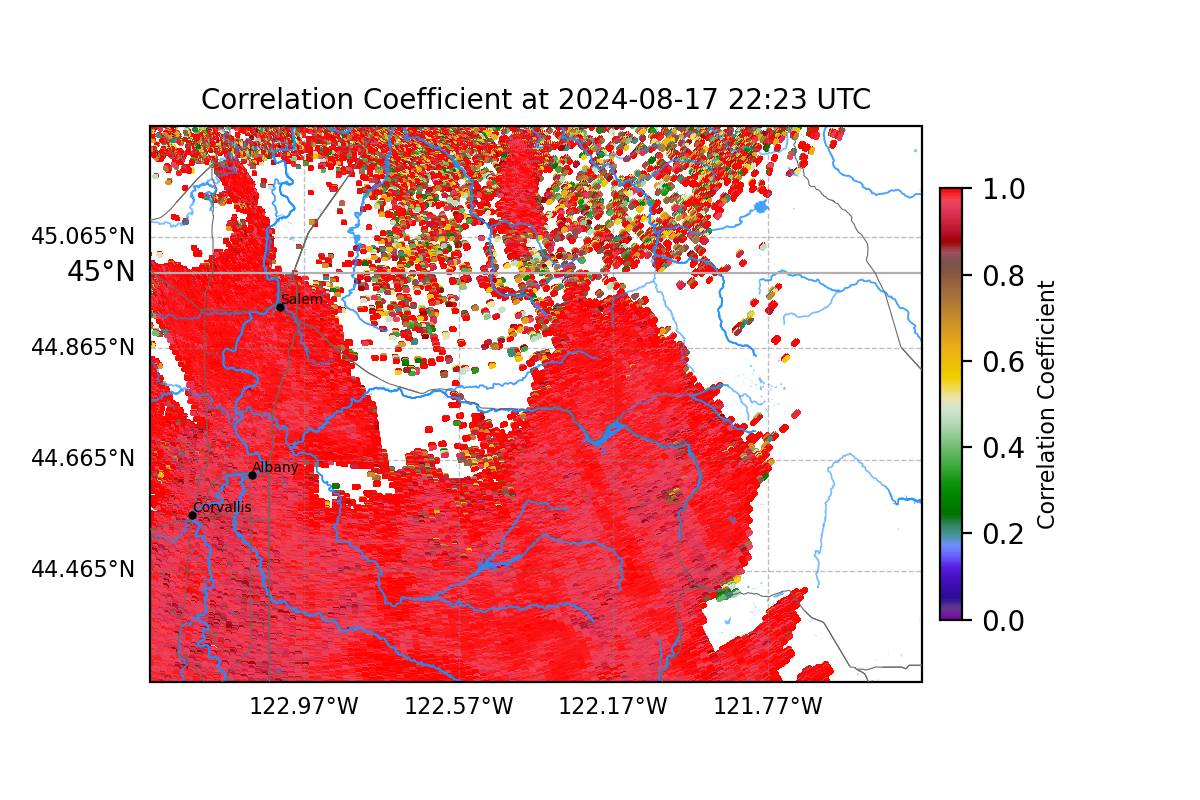 Correlation Coefficient at 2024-08-17 22:23 UTC
1.0
45.065°N
45°N
0.8
Salem
44.865°N
0.6
Correlation Coefficient
0.4
44.665°N
Albany
Corvallis
0.2
44.465°N
0.0
122.97°W 122.57°W 122.17°W 121.77°W